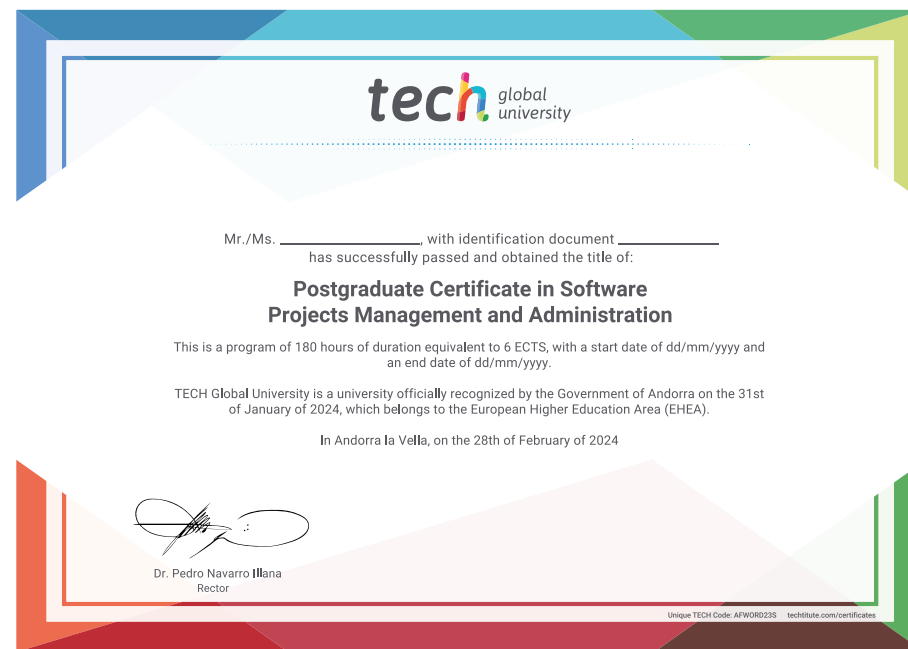 tech global
university
Mr./Ms. ____________________, with identification document ______________
has successfully passed and obtained the title of:
Postgraduate Certificate in Software
Projects Management and Administration
This is a program of 180 hours of duration equivalent to 6 ECTS, with a start date of dd/mm/yyyy and
an end date of dd/mm/yyyy.
TECH Global University is a university officially recognized by the Government of Andorra on the 31st
of January of 2024, which belongs to the European Higher Education Area (EHEA).
In Andorra la Vella, on the 28th of February of 2024
Dr. Pedro Navarro Illana
Rector
Unique TECH Code: AFWORD23S techtitute.com/certificates